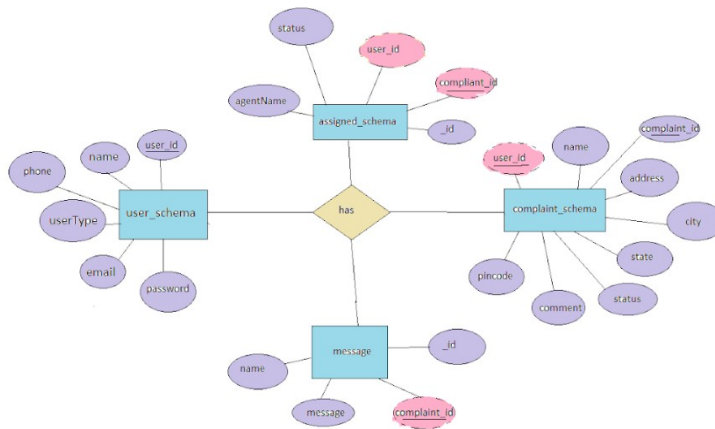 status
user_id
compliant_id
agentName
assigned_schema
_id
name
user_id
phone
userType
user_schema
email
password
has
user_id
name
complaint_id
address
complaint_schema
city
state
pincode
comment
status
message
_id
name
message
complaint_id